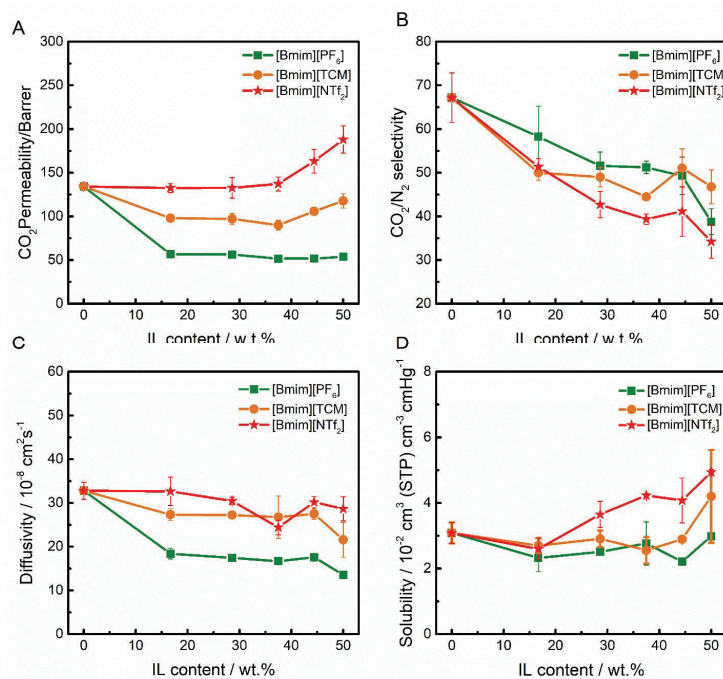 A
CO2Permeability/Barrer
300
250
200
150
100
50
0
[Bmim][PF6]
[Bmim][TCM]
[Bmim][NTf2]
0 10 20 30 40 50
IL content / w.t.%
B
CO2/N2 selectivity
80
70
60
50
40
30
20
[Bmim][PF6]
[Bmim][TCM]
[Bmim][NTf2]
0 10 20 30 40 50
IL content / w.t.%
C
Diffusivity / 10-8 cm2s-1
60
50
40
30
20
10
0
[Bmim][PF6]
[Bmim][TCM]
[Bmim][NTf2]
0 10 20 30 40 50
IL content / wt.%
D
Solubility / 10-2 cm3 (STP) cm-3 cmHg-1
8
6
4
2
0
[Bmim][PF6]
[Bmim][TCM]
[Bmim][NTf2]
0 10 20 30 40 50
IL content / wt.%